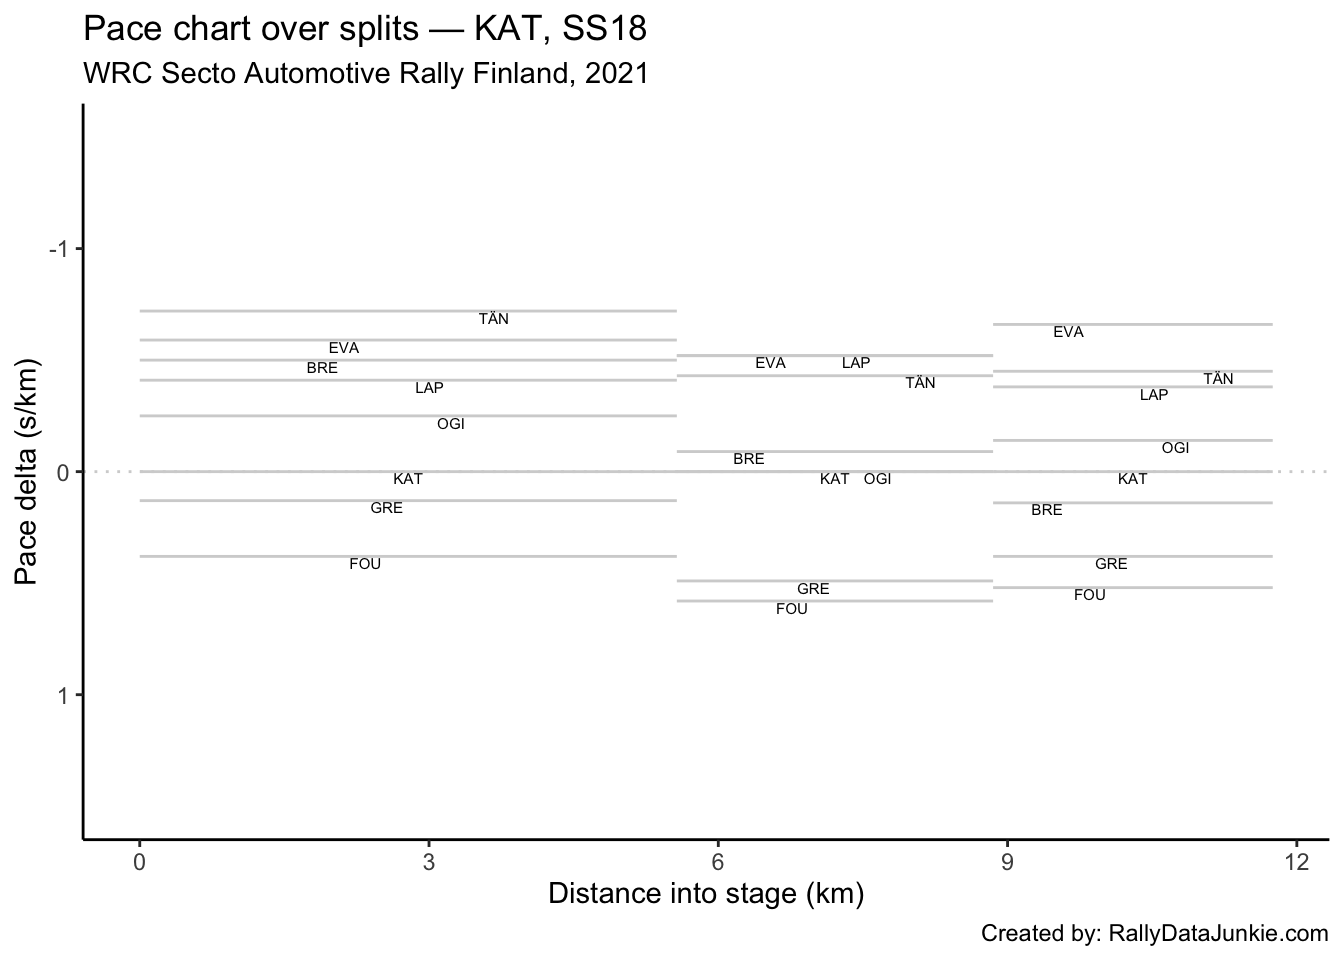 Pace chart over splits — KAT, SS18
WRC Secto Automotive Rally Finland, 2021
Pace delta (s/km)
-1
0
1
TÄN
EVA
BRE
LAP
OGI
KAT
GRE
FOU
EVA LAP
TÄN
BRE
KAT OGI
GRE
FOU
EVA
TÄN
LAP
OGI
KAT
BRE
GRE
FOU
0 3 6 9 12
Distance into stage (km)
Created by: RallyDataJunkie.com